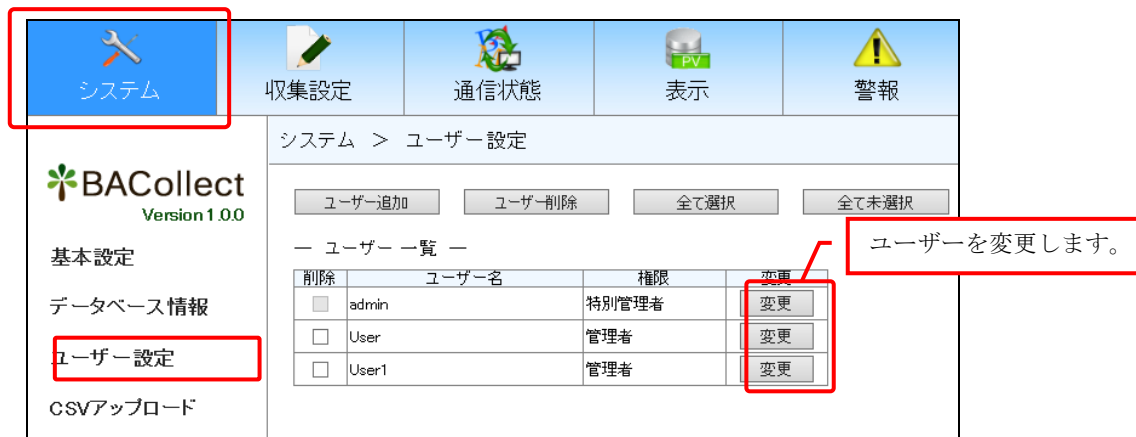 システム 収集設定 通信状態 表示 警報
システム ＞ ユーザー設定
BACollect
Version 1.0.0
基本設定
データベース情報
ユーザー設定
CSVアップロード
ユーザー追加 ユーザー削除 全て選択 全て未選択
ー ユーザー 一覧 ー
削除 ユーザー名 権限 変更
admin 特別管理者 変更
User 管理者 変更
User1 管理者 変更
ユーザーを変更します。
PV